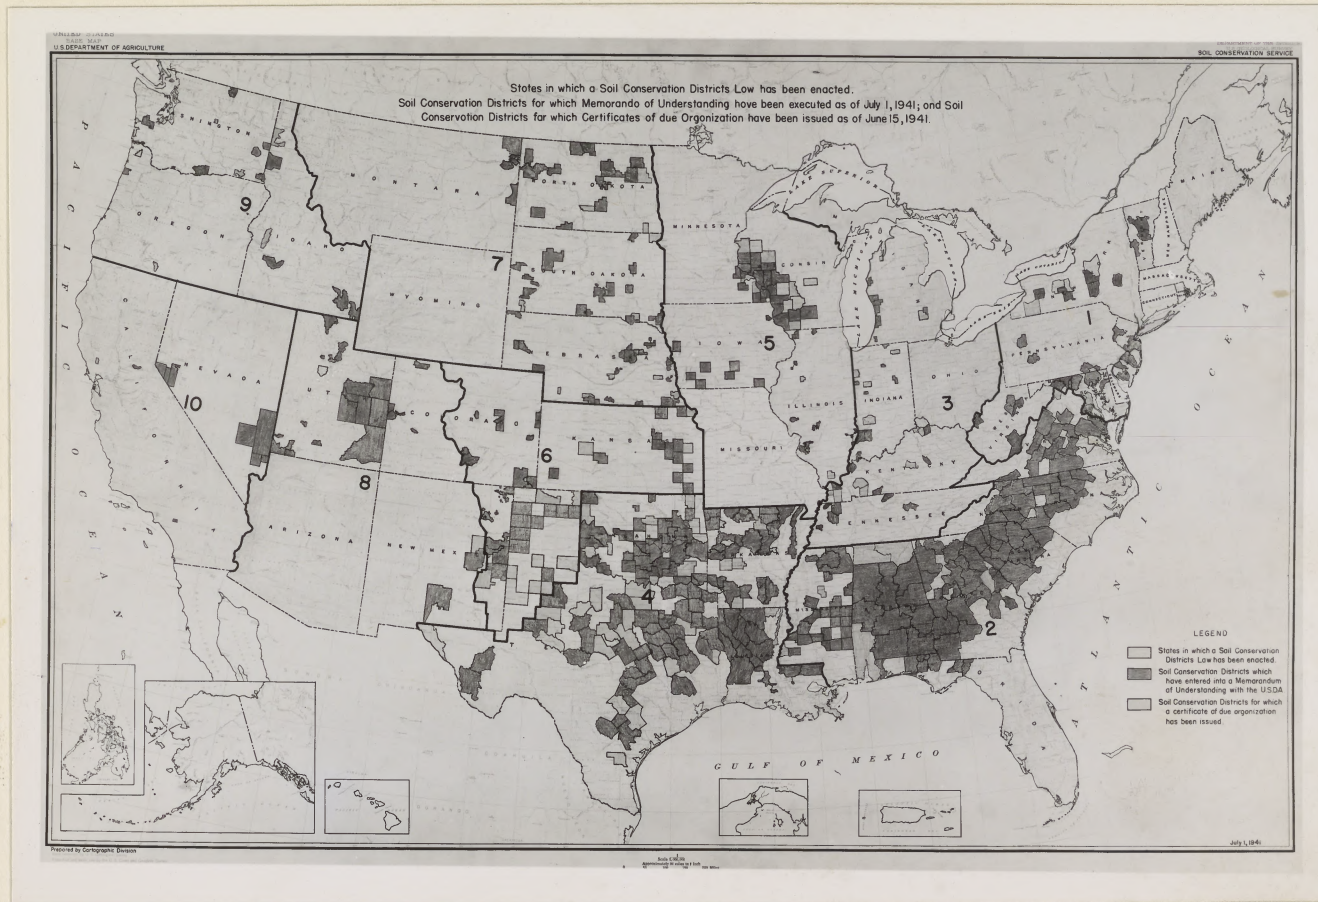 UNITED STATES
BASE MAP
U.S. DEPARTMENT OF AGRICULTURE
SOIL CONSERVATION SERVICE
States in which a Soil Conservation Districts Law has been enacted.
Soil Conservation Districts for which Memoranda of Understanding have been executed as of July 1, 1941; and Soil
Conservation Districts for which Certificates of due Organization have been issued as of June 15, 1941.
PACIFIC OCEAN
ATLANTIC OCEAN
GULF OF MEXICO
LAKE SUPERIOR
MONTANA
NORTH DAKOTA
MINNESOTA
MAINE
OREGON
IDAHO
WYOMING
SOUTH DAKOTA
NEVADA
IOWA
ILLINOIS
INDIANA
OHIO
PENNSYLVANIA
COLORADO
KANSAS
MISSOURI
KENTUCKY
TENNESSEE
ARIZONA
NEW MEX
9
7
5
1
10
3
6
8
4
2
LEGEND
States in which a Soil Conservation
Districts Law has been enacted.
Soil Conservation Districts which
have entered into a Memorandum
of Understanding with the U.S.D.A.
Soil Conservation Districts for which
a certificate of due organization
has been issued.
Prepared by Cartographic Division
July 1, 1941